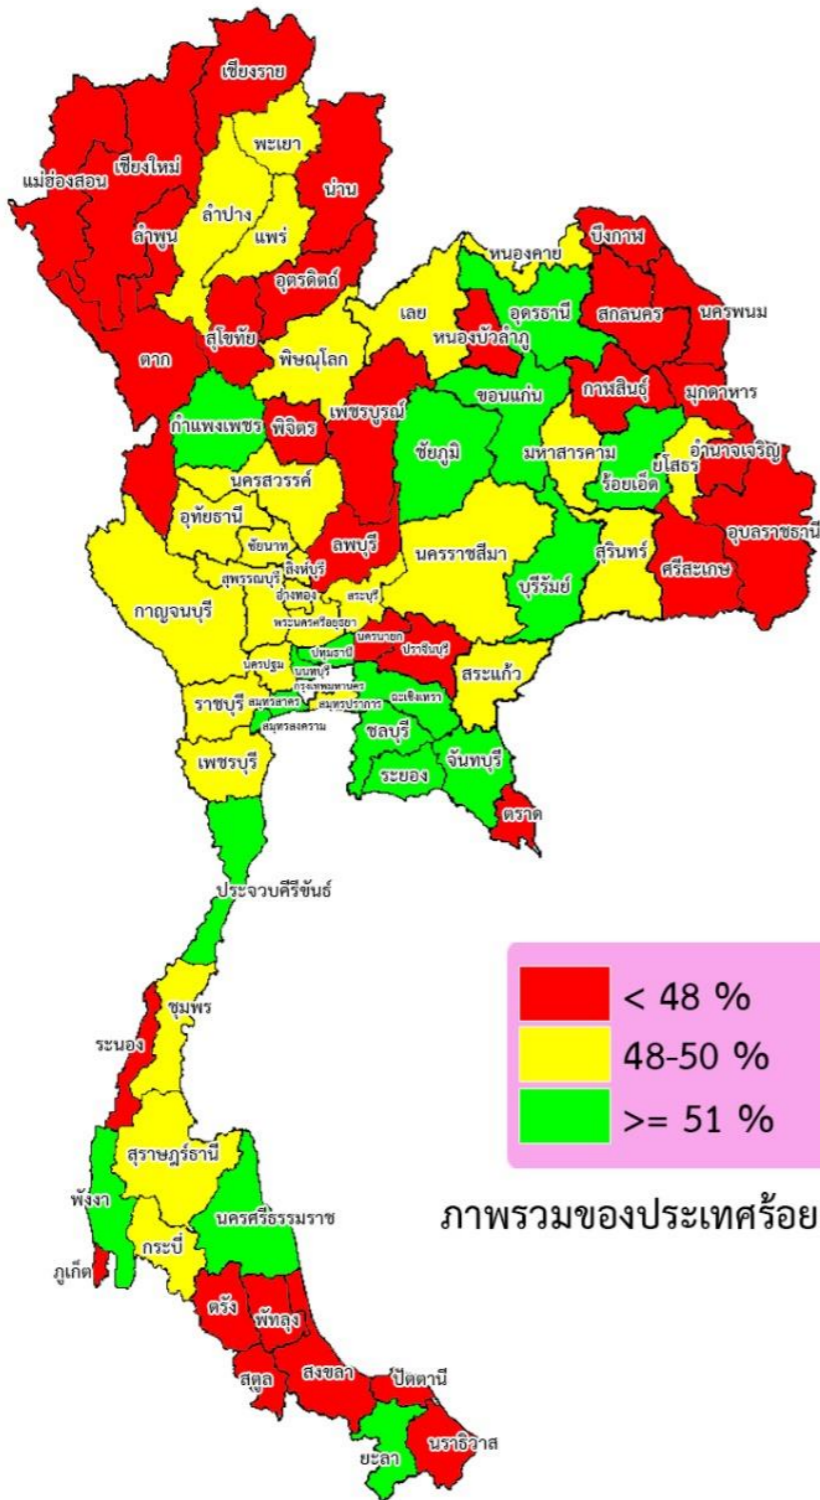 เชียงราย
พะเยา
เชียงใหม่
แม่ฮ่องสอน
น่าน
ลำปาง
แพร่
ลำพูน
อุตรดิตถ์
สุโขทัย
ตาก
พิษณุโลก
เลย
หนองคาย
บึงกาฬ
อุดรธานี
สกลนคร
นครพนม
หนองบัวลำภู
กำแพงเพชร
พิจิตร
เพชรบูรณ์
ขอนแก่น
กาฬสินธุ์
มุกดาหาร
ชัยภูมิ
มหาสารคาม
ร้อยเอ็ด
ยโสธร
อำนาจเจริญ
นครสวรรค์
อุทัยธานี
ชัยนาท
ลพบุรี
นครราชสีมา
สุรินทร์
ศรีสะเกษ
อุบลราชธานี
บุรีรัมย์
สิงห์บุรี
สุพรรณบุรี
อ่างทอง
สระบุรี
กาญจนบุรี
พระนครศรีอยุธยา
นครนายก
ปราจีนบุรี
ปทุมธานี
นครปฐม
นนทบุรี
สระแก้ว
กรุงเทพมหานคร
ฉะเชิงเทรา
ราชบุรี
สมุทรสาคร
สมุทรปราการ
สมุทรสงคราม
ชลบุรี
เพชรบุรี
จันทบุรี
ระยอง
ตราด
ประจวบคีรีขันธ์
ชุมพร
ระนอง
สุราษฎร์ธานี
พังงา
นครศรีธรรมราช
กระบี่
ภูเก็ต
ตรัง
พัทลุง
สตูล
สงขลา
ปัตตานี
นราธิวาส
ยะลา
< 48 %
48-50 %
>= 51 %
ภาพรวมของประเทศร้อย